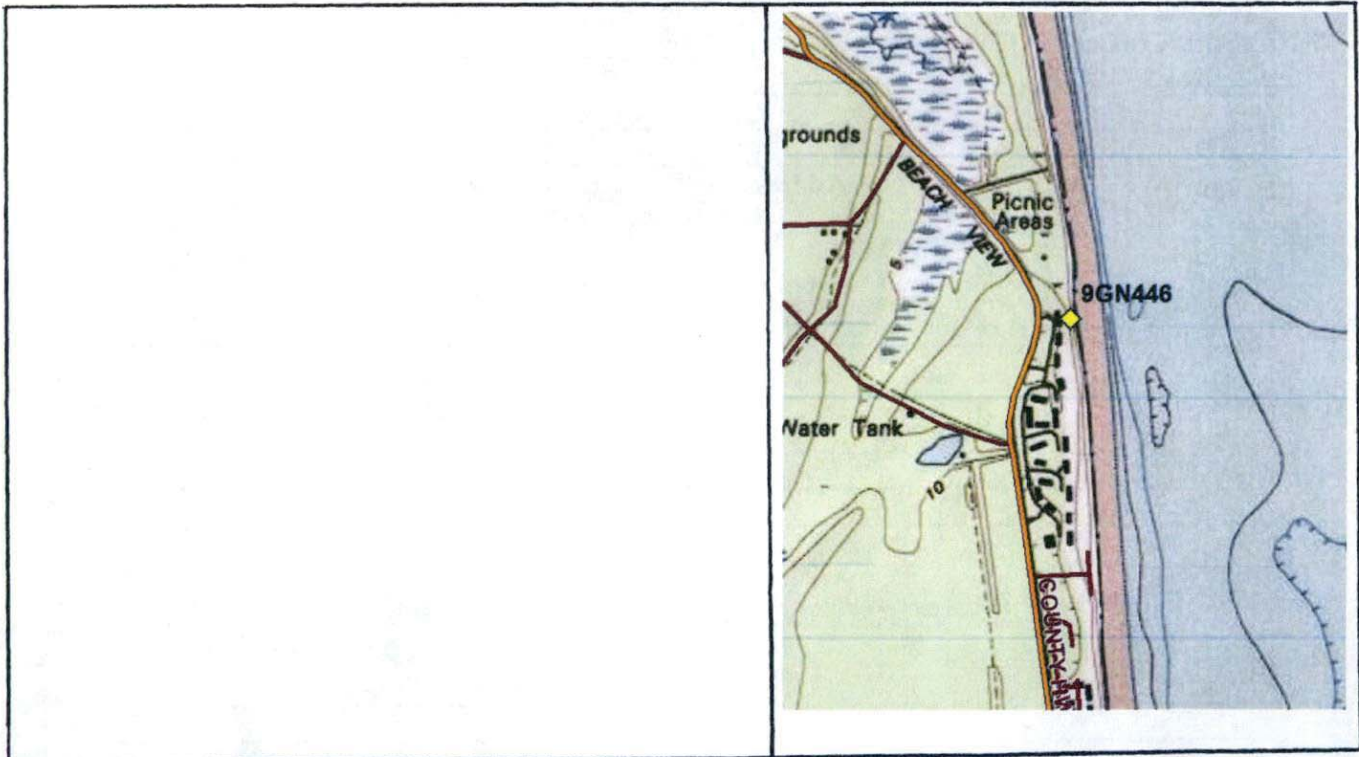 grounds
BEACH VIEW
Picnic
Areas
5
9GN446
Water Tank
10
COUNTY